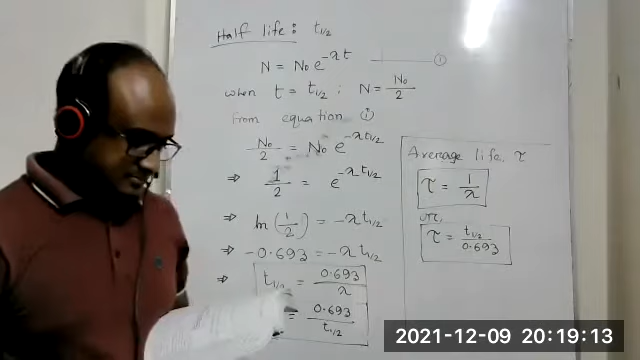 Half life: t₁/₂
N = N₀ e^-λt ①
when t = t₁/₂ ; N = N₀/2
from equation ①
N₀/2 = N₀ e^-λt₁/₂
⇒ 1/2 = e^-λt₁/₂
⇒ ln(1/2) = -λt₁/₂
⇒ -0.693 = -λt₁/₂
⇒ t₁/₂ = 0.693/λ
= 0.693/t₁/₂
Average life, τ
τ = 1/λ
or,
τ = t₁/₂/0.693
2021-12-09 20:19:13